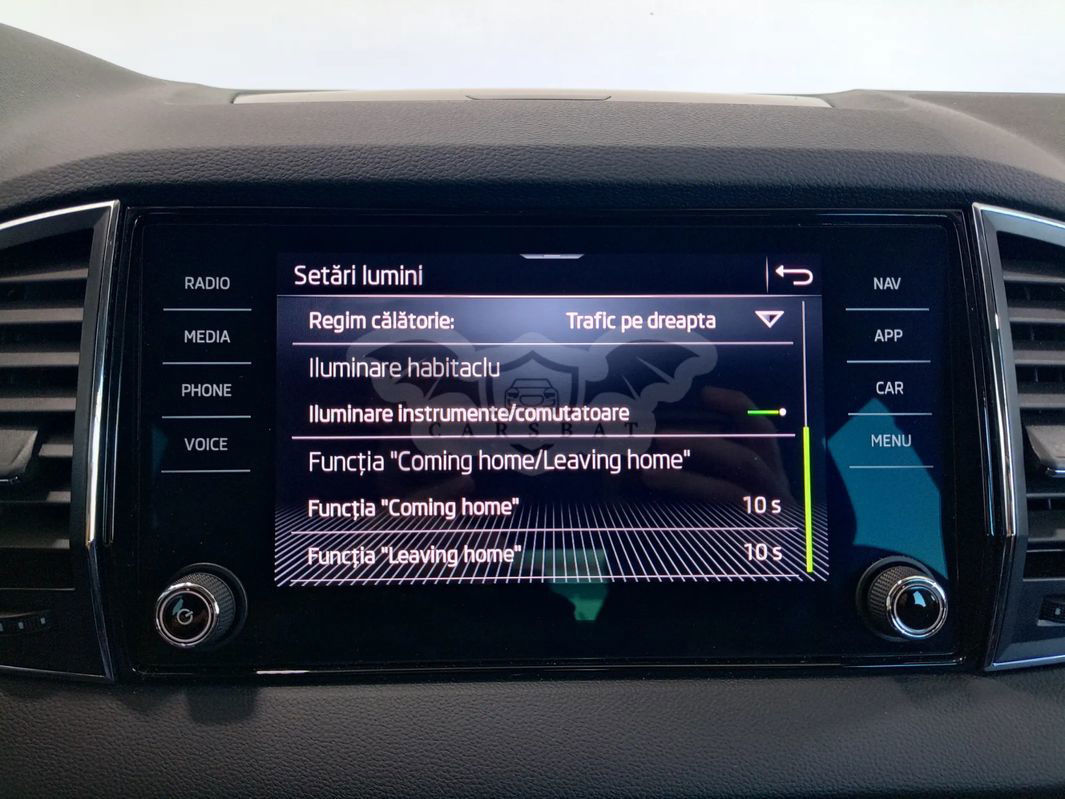 Setări lumini
RADIO
MEDIA
PHONE
VOICE
NAV
APP
CAR
MENU
Regim călătorie: Trafic pe dreapta
Iluminare habitaclu
Iluminare instrumente/comutatoare
CARSBAT
Funcția "Coming home/Leaving home"
Funcția "Coming home" 10 s
Funcția "Leaving home" 10 s